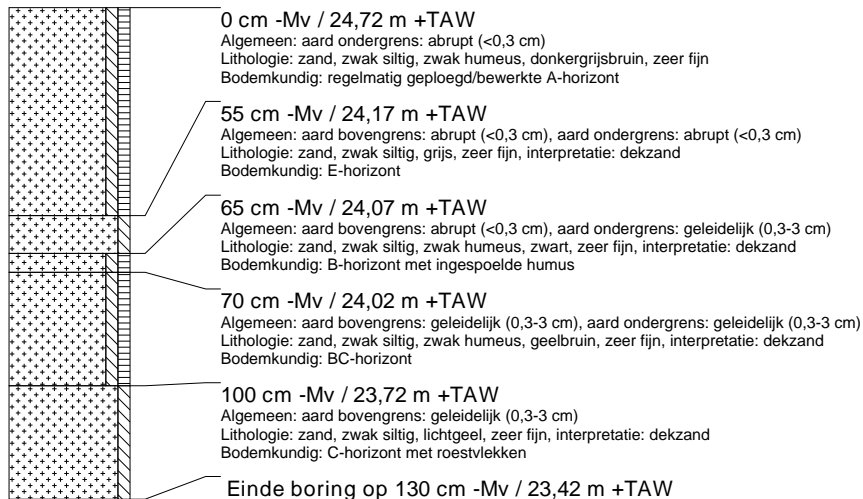 0 cm -Mv / 24,72 m +TAW
Algemeen: aard ondergrens: abrupt (<0,3 cm)
Lithologie: zand, zwak siltig, zwak humeus, donkergrijsbruin, zeer fijn
Bodemkundig: regelmatig geploegd/bewerkte A-horizont
55 cm -Mv / 24,17 m +TAW
Algemeen: aard bovengrens: abrupt (<0,3 cm), aard ondergrens: abrupt (<0,3 cm)
Lithologie: zand, zwak siltig, grijs, zeer fijn, interpretatie: dekzand
Bodemkundig: E-horizont
65 cm -Mv / 24,07 m +TAW
Algemeen: aard bovengrens: abrupt (<0,3 cm), aard ondergrens: geleidelijk (0,3-3 cm)
Lithologie: zand, zwak siltig, zwak humeus, zwart, zeer fijn, interpretatie: dekzand
Bodemkundig: B-horizont met ingespoelde humus
70 cm -Mv / 24,02 m +TAW
Algemeen: aard bovengrens: geleidelijk (0,3-3 cm), aard ondergrens: geleidelijk (0,3-3 cm)
Lithologie: zand, zwak siltig, zwak humeus, geelbruin, zeer fijn, interpretatie: dekzand
Bodemkundig: BC-horizont
100 cm -Mv / 23,72 m +TAW
Algemeen: aard bovengrens: geleidelijk (0,3-3 cm)
Lithologie: zand, zwak siltig, lichtgeel, zeer fijn, interpretatie: dekzand
Bodemkundig: C-horizont met roestvlekken
Einde boring op 130 cm -Mv / 23,42 m +TAW